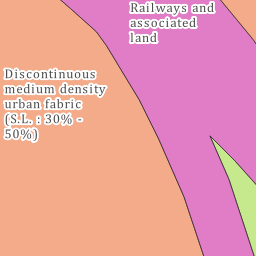 Railways and
associated
land
Discontinuous
medium density
urban fabric
(S.L. : 30% -
50%)